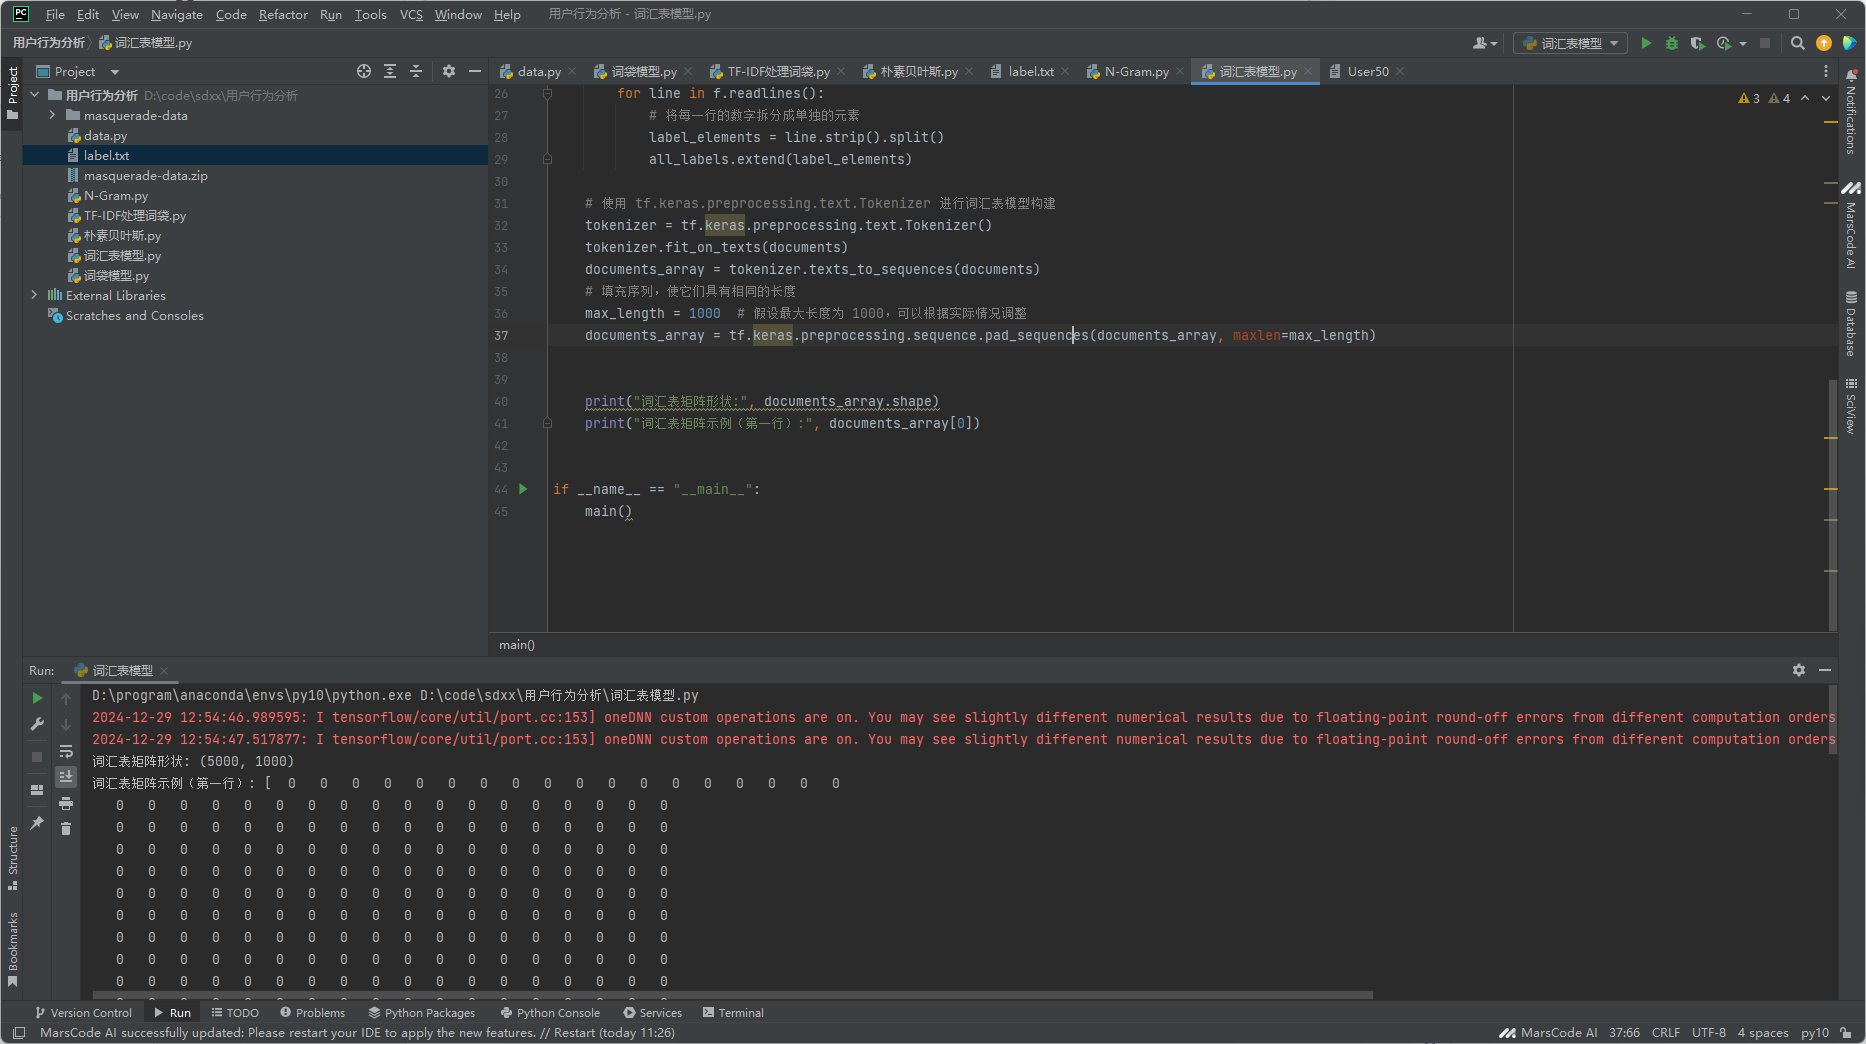 File Edit View Navigate Code Refactor Run Tools VCS Window Help 用户行为分析 - 词汇表模型.py
用户行为分析 词汇表模型.py
词汇表模型
Project
data.py 词袋模型.py TF-IDF处理词袋.py 朴素贝叶斯.py label.txt N-Gram.py 词汇表模型.py User50
用户行为分析 D:\code\sdxx\用户行为分析
masquerade-data
data.py
label.txt
masquerade-data.zip
N-Gram.py
TF-IDF处理词袋.py
朴素贝叶斯.py
词汇表模型.py
词袋模型.py
External Libraries
Scratches and Consoles
3 4
26 for line in f.readlines():
27 # 将每一行的数字拆分成单独的元素
28 label_elements = line.strip().split()
29 all_labels.extend(label_elements)
30
31 # 使用 tf.keras.preprocessing.text.Tokenizer 进行词汇表模型构建
32 tokenizer = tf.keras.preprocessing.text.Tokenizer()
33 tokenizer.fit_on_texts(documents)
34 documents_array = tokenizer.texts_to_sequences(documents)
35 # 填充序列，使它们具有相同的长度
36 max_length = 1000  # 假设最大长度为 1000，可以根据实际情况调整
37 documents_array = tf.keras.preprocessing.sequence.pad_sequences(documents_array, maxlen=max_length)
38
39
40 print("词汇表矩阵形状:", documents_array.shape)
41 print("词汇表矩阵示例（第一行）:", documents_array[0])
42
43
44 if __name__ == "__main__":
45 main()
main()
Project
Structure
Bookmarks
Notifications
MarsCode AI
Database
SciView
Run: 词汇表模型
D:\program\anaconda\envs\py10\python.exe D:\code\sdxx\用户行为分析\词汇表模型.py
2024-12-29 12:54:46.989595: I tensorflow/core/util/port.cc:153] oneDNN custom operations are on. You may see slightly different numerical results due to floating-point round-off errors from different computation orders
2024-12-29 12:54:47.517877: I tensorflow/core/util/port.cc:153] oneDNN custom operations are on. You may see slightly different numerical results due to floating-point round-off errors from different computation orders
词汇表矩阵形状: (5000, 1000)
词汇表矩阵示例（第一行）: [ 0 0 0 0 0 0 0 0 0 0 0 0 0 0 0 0 0 0
0 0 0 0 0 0 0 0 0 0 0 0 0 0 0 0 0 0
0 0 0 0 0 0 0 0 0 0 0 0 0 0 0 0 0 0
0 0 0 0 0 0 0 0 0 0 0 0 0 0 0 0 0 0
0 0 0 0 0 0 0 0 0 0 0 0 0 0 0 0 0 0
0 0 0 0 0 0 0 0 0 0 0 0 0 0 0 0 0 0
0 0 0 0 0 0 0 0 0 0 0 0 0 0 0 0 0 0
0 0 0 0 0 0 0 0 0 0 0 0 0 0 0 0 0 0
0 0 0 0 0 0 0 0 0 0 0 0 0 0 0 0 0 0
0 0 0 0 0 0 0 0 0 0 0 0 0 0 0 0 0 0
Version Control Run TODO Problems Python Packages Python Console Services Terminal
MarsCode AI successfully updated: Please restart your IDE to apply the new features. // Restart (today 11:26) MarsCode AI 37:66 CRLF UTF-8 4 spaces py10